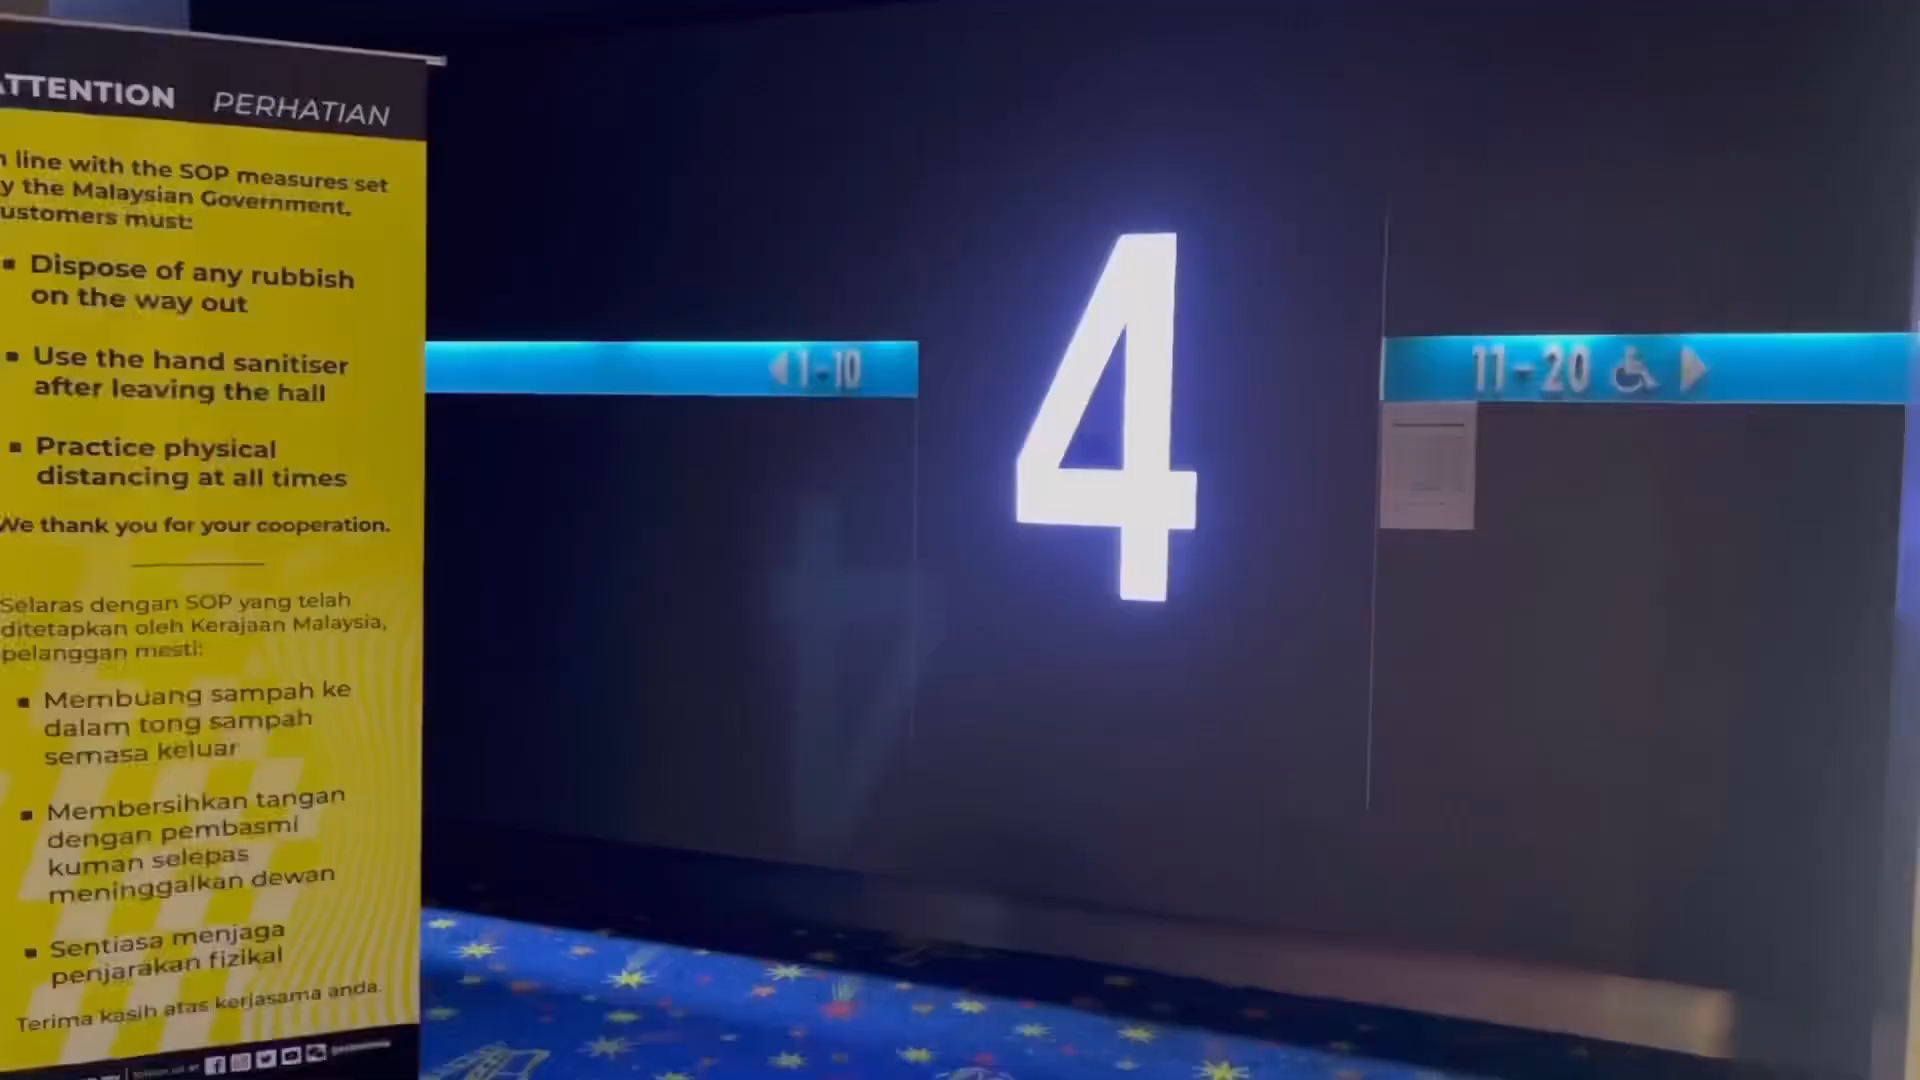 ATTENTION PERHATIAN
n line with the SOP measures set
y the Malaysian Government,
ustomers must:
▪ Dispose of any rubbish
on the way out
▪ Use the hand sanitiser
after leaving the hall
▪ Practice physical
distancing at all times
We thank you for your cooperation.
Selaras dengan SOP yang telah
ditetapkan oleh Kerajaan Malaysia,
pelanggan mesti:
▪ Membuang sampah ke
dalam tong sampah
semasa keluar
▪ Membersihkan tangan
dengan pembasmi
kuman selepas
meninggalkan dewan
▪ Sentiasa menjaga
penjarakan fizikal
Terima kasih atas kerjasama anda.
1-10
4
11-20